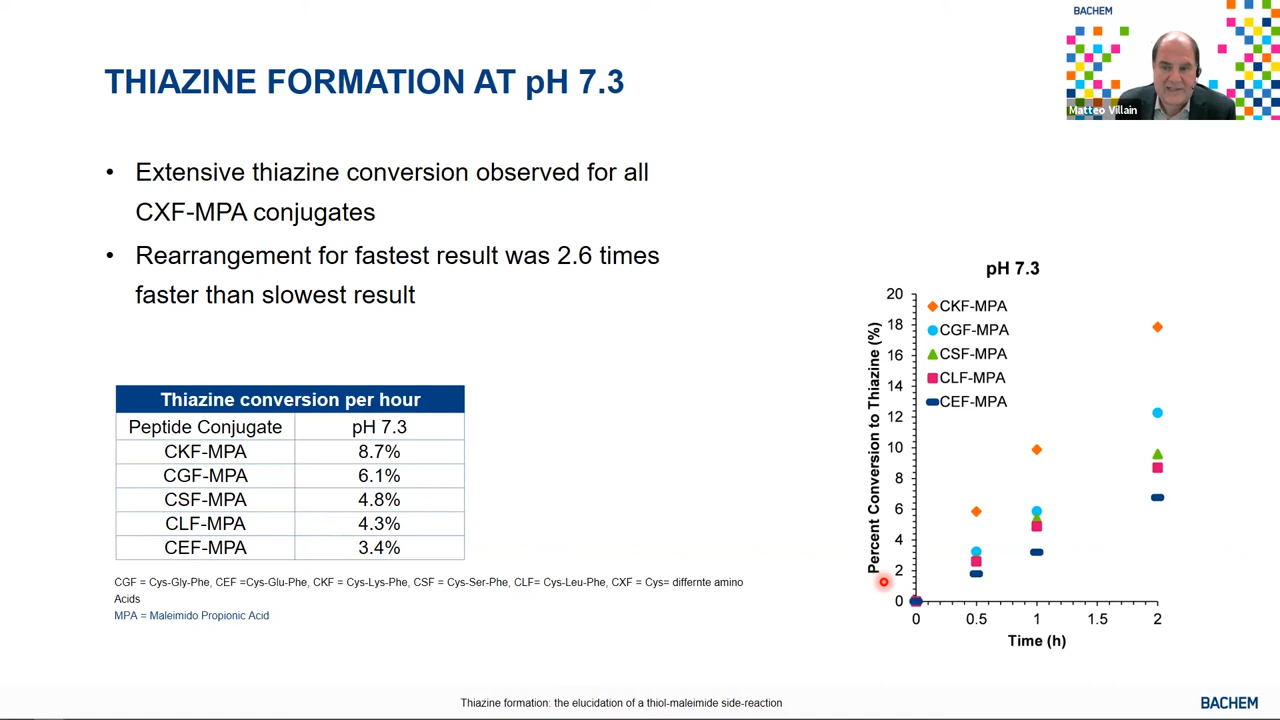 BACHEM
Matteo Villain
THIAZINE FORMATION AT pH 7.3
• Extensive thiazine conversion observed for all
CXF-MPA conjugates
• Rearrangement for fastest result was 2.6 times
faster than slowest result
Thiazine conversion per hour
Peptide Conjugate pH 7.3
CKF-MPA 8.7%
CGF-MPA 6.1%
CSF-MPA 4.8%
CLF-MPA 4.3%
CEF-MPA 3.4%
CGF = Cys-Gly-Phe, CEF =Cys-Glu-Phe, CKF = Cys-Lys-Phe, CSF = Cys-Ser-Phe, CLF= Cys-Leu-Phe, CXF = Cys= differnte amino
Acids
MPA = Maleimido Propionic Acid
pH 7.3
Percent Conversion to Thiazine (%)
20
18
16
14
12
10
8
6
4
2
0
CKF-MPA
CGF-MPA
CSF-MPA
CLF-MPA
CEF-MPA
0 0.5 1 1.5 2
Time (h)
Thiazine formation: the elucidation of a thiol-maleimide side-reaction
BACHEM